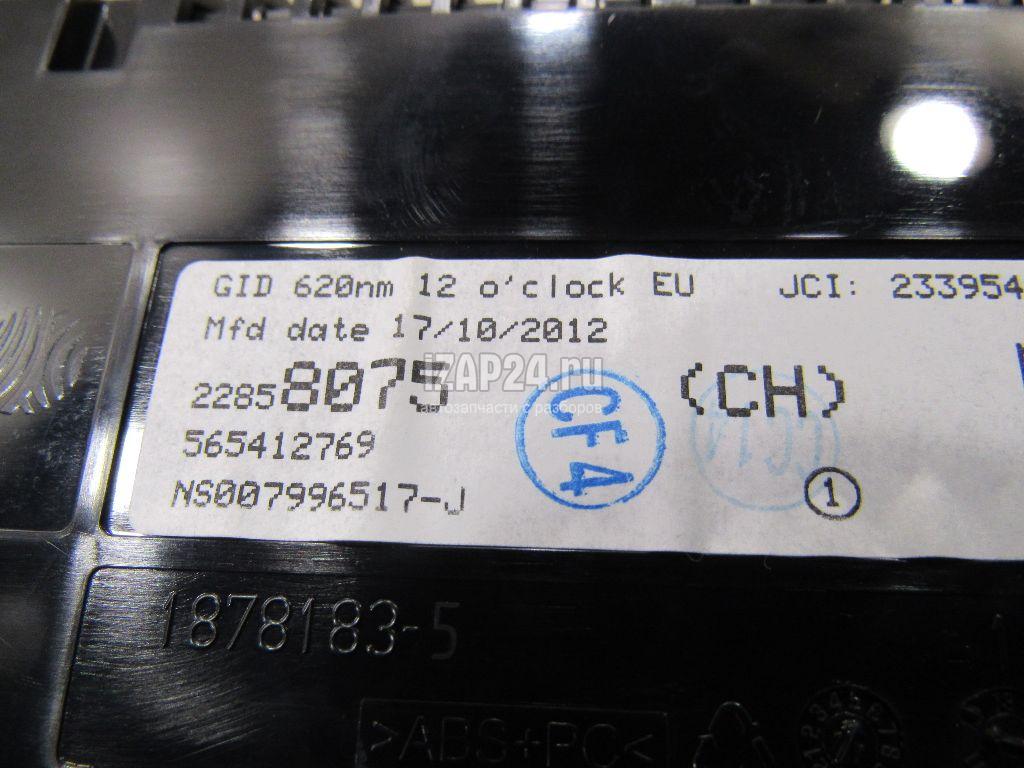 GID 620nm 12 o'clock EU JCI: 233954
Mfd date 17/10/2012
22858075 (CH)
iZAP24.ru
автозапчасти с разборов
CF4
565412769
1
NS007996517-J
1878183-5
>ABS+PC<